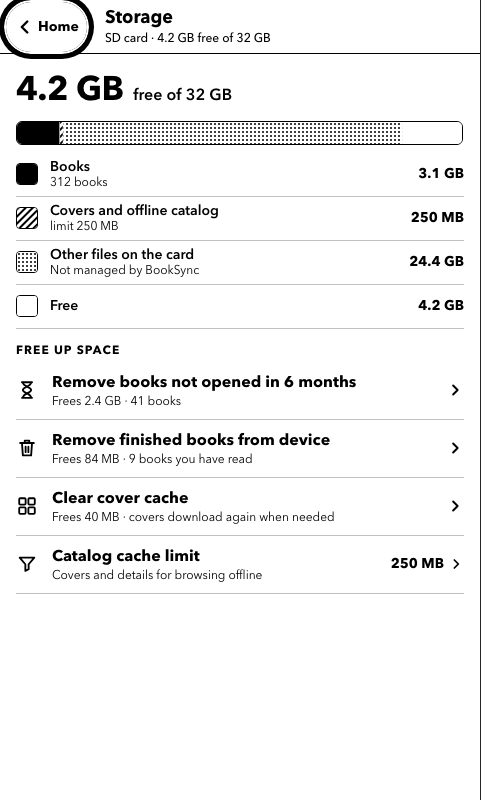 Home
Storage
SD card · 4.2 GB free of 32 GB
4.2 GB free of 32 GB
Books
312 books
3.1 GB
Covers and offline catalog
limit 250 MB
250 MB
Other files on the card
Not managed by BookSync
24.4 GB
Free
4.2 GB
FREE UP SPACE
Remove books not opened in 6 months
Frees 2.4 GB · 41 books
Remove finished books from device
Frees 84 MB · 9 books you have read
Clear cover cache
Frees 40 MB · covers download again when needed
Catalog cache limit
Covers and details for browsing offline
250 MB